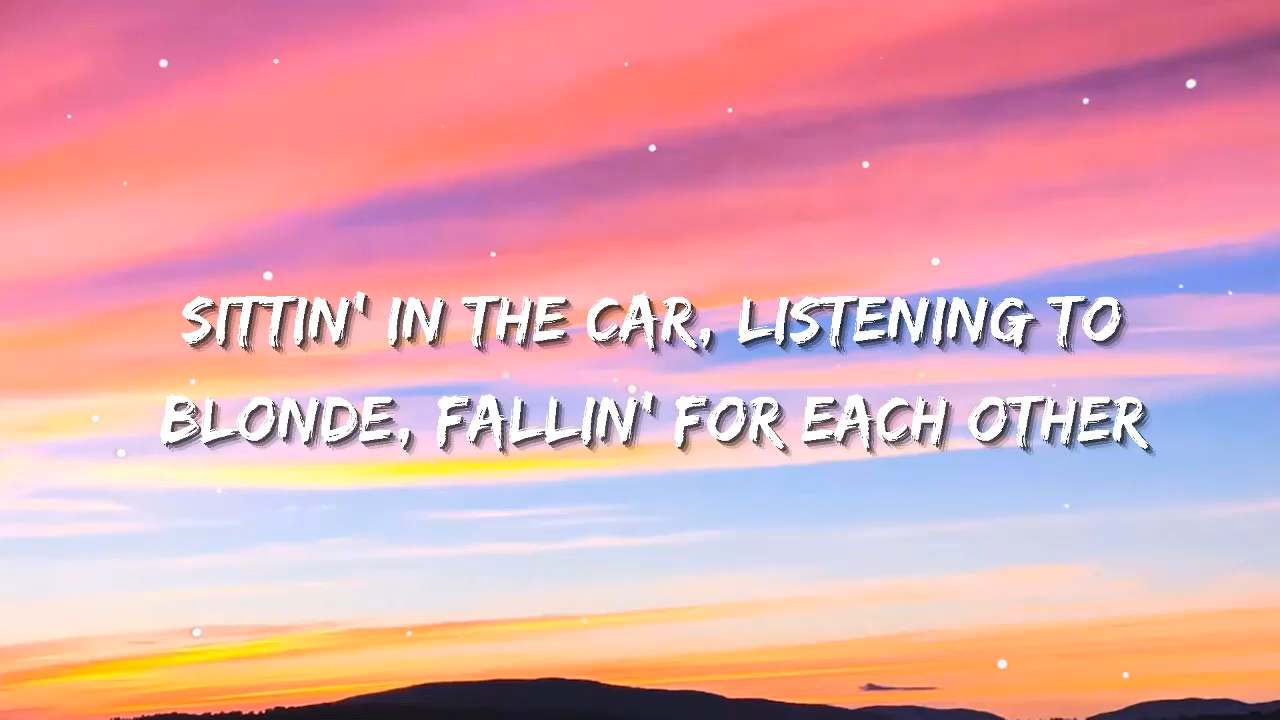 SITTIN' IN THE CAR, LISTENING TO
BLONDE, FALLIN' FOR EACH OTHER